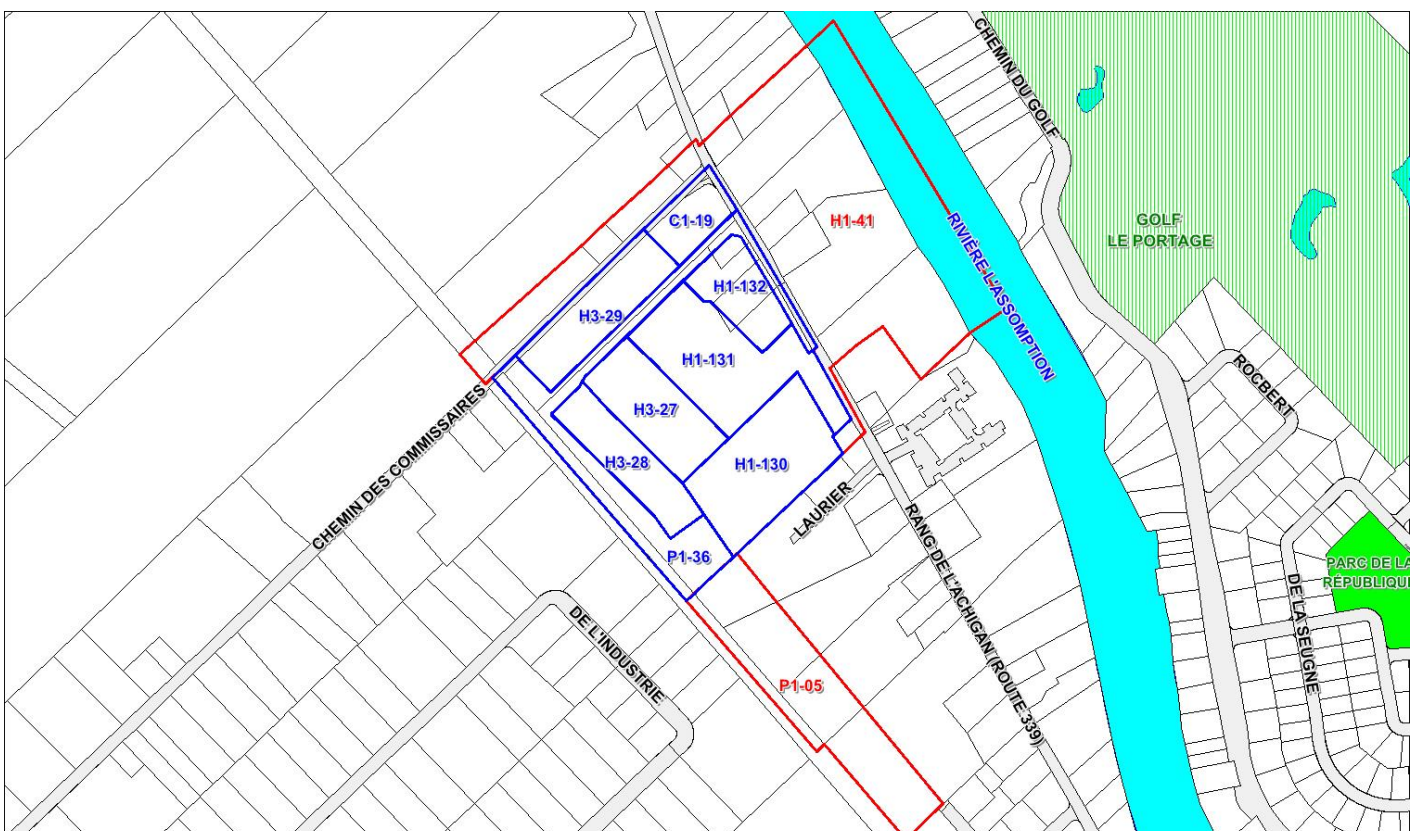 CHEMIN DU GOLF
C1-19
H1-41
GOLF
LE PORTAGE
RIVIÈRE L'ASSOMPTION
H1-132
H3-29
H1-131
ROCBERT
CHEMIN DES COMMISSAIRES
H3-27
H3-28
H1-130
LAURIER
RANG DE L'ACHIGAN (ROUTE 339)
P1-36
PARC DE LA
RÉPUBLIQU
DE L'INDUSTRIE
DE LA SEUGNE
P1-05